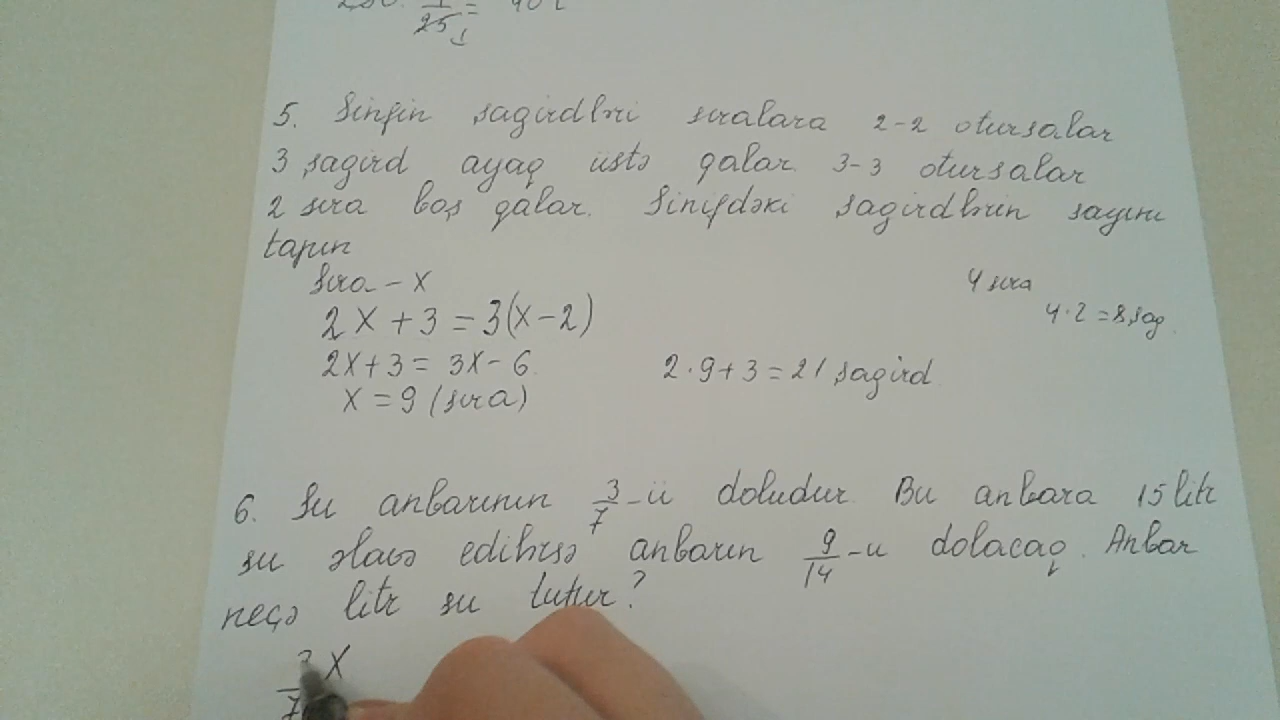 1/25 =
1
5. Sinfin şagirdləri sıralara 2-2 otursalar
3 şagird ayaq üstə qalar. 3-3 otursalar
2 sıra boş qalar. Sinifdəki şagirdlərin sayını
tapın
Sıra - X
4 sıra
2X + 3 = 3(X - 2)
4·2 = 8 şag.
2X + 3 = 3X - 6
2·9 + 3 = 21 şagird
X = 9 (sıra)
6. Su anbarının 3/7-ü doludur. Bu anbara 15 litr
su əlavə edilərsə anbarın 9/14-u dolacaq. Anbar
neçə litr su tutur?
3/7 X